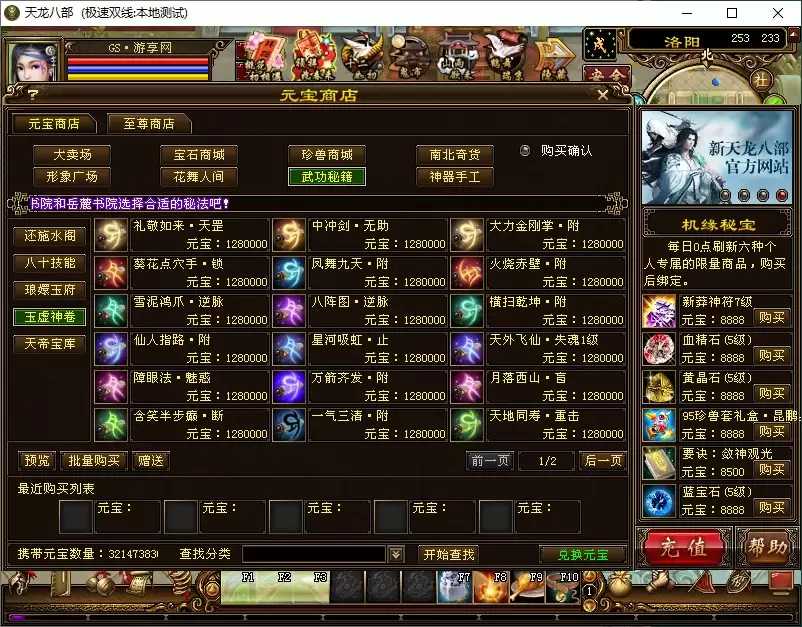 天龙八部 (极速双线:本地测试)
GS·游享网
洛阳 253 233
北
元宝商店
元宝商店 至尊商店
大卖场 宝石商城 珍兽商城 南北奇货 购买确认
形象广场 花舞人间 武功秘籍 神器手工
书院和岳麓书院选择合适的秘法吧!
还施水阁
八十技能
琅嬛玉府
玉虚神卷
天帝宝库
礼敬如来·天罡 中冲剑·无助 大力金刚掌·附
元宝:1280000 元宝:1280000 元宝:1280000
葵花点穴手·锁 凤舞九天·附 火烧赤壁·附
元宝:1280000 元宝:1280000 元宝:1280000
雪泥鸿爪·逆脉 八阵图·逆脉 横扫乾坤·附
元宝:1280000 元宝:1280000 元宝:1280000
仙人指路·附 星河吸虹·止 天外飞仙·失魂1级
元宝:1280000 元宝:1280000 元宝:1280000
障眼法·魅惑 万箭齐发·附 月落西山·盲
元宝:1280000 元宝:1280000 元宝:1280000
含笑半步癫·断 一气三清·附 天地同寿·重击
元宝:1280000 元宝:1280000 元宝:1280000
预览 批量购买 赠送 前一页 1/2 后一页
最近购买列表
元宝: 元宝: 元宝: 元宝: 元宝:
携带元宝数量:32147383 查找分类 开始查找 兑换元宝
新天龙八部
官方网站
机缘秘宝
每日0点刷新六种个
人专属的限量商品,购买
后绑定。
新莽神符7级
元宝:8888 购买
血精石(5级)
元宝:8888 购买
黄晶石(5级)
元宝:8888 购买
95珍兽套礼盒·昆鹏
元宝:8888 购买
要诀:敛神观光
元宝:8500 购买
蓝宝石(5级)
元宝:8888 购买
充值 帮助
F1 F2 F3 F7 F8 F9 F10
1